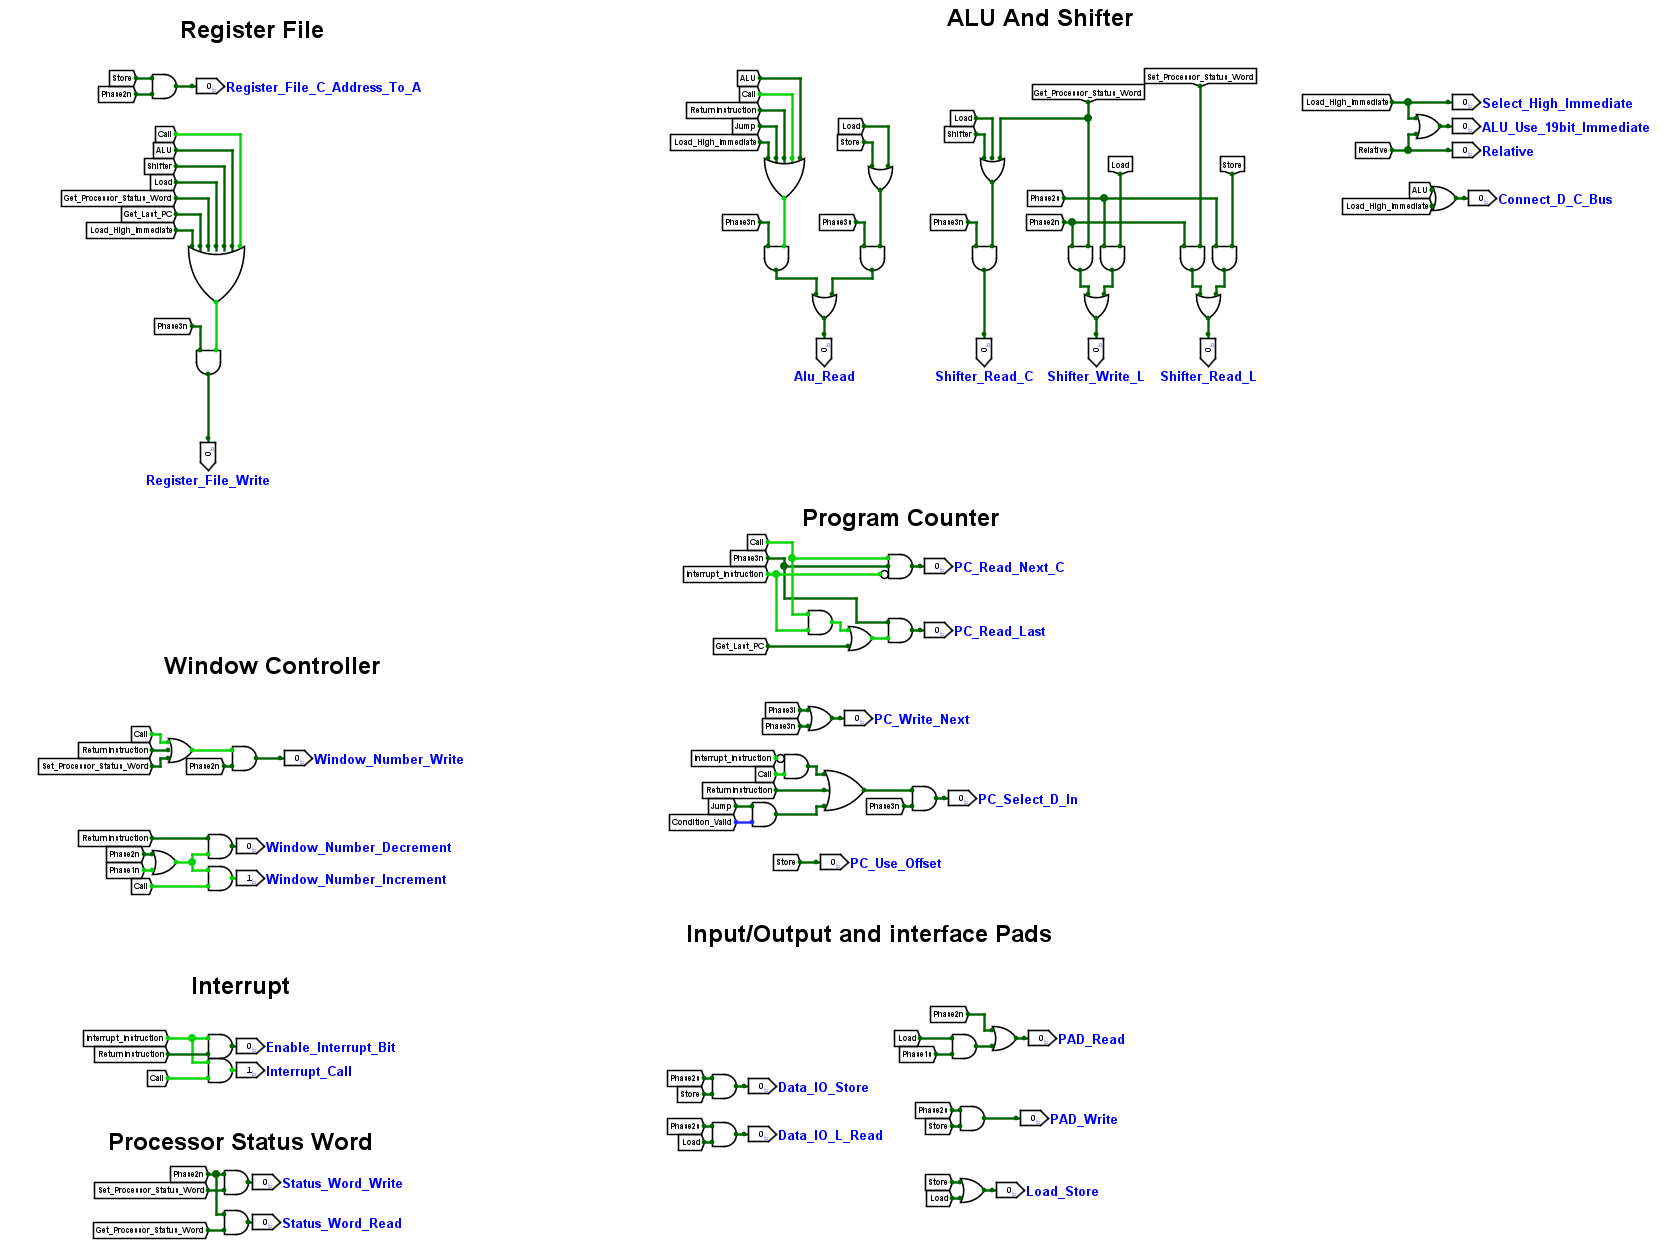 Register File
Store
Phase2n
0
Register_File_C_Address_To_A
Call
ALU
Shifter
Load
Get_Processor_Status_Word
Get_Last_PC
Load_High_Immediate
Phase3n
0
Register_File_Write
ALU And Shifter
ALU
Call
ReturnInstruction
Jump
Load_High_Immediate
Load
Store
Phase3n
Phase3n
0
Alu_Read
Set_Processor_Status_Word
Get_Processor_Status_Word
Load
Shifter
Load
Store
Phase2n
Phase3n
Phase2n
0
Shifter_Read_C
0
Shifter_Write_L
0
Shifter_Read_L
Load_High_Immediate
0
Select_High_Immediate
0
ALU_Use_19bit_Immediate
Relative
0
Relative
ALU
Load_High_Immediate
0
Connect_D_C_Bus
Program Counter
Call
Phase3n
Interrupt_Instruction
0
PC_Read_Next_C
Get_Last_PC
0
PC_Read_Last
Phase3n
0
PC_Write_Next
Interrupt_Instruction
Call
ReturnInstruction
Jump
Condition_Valid
Phase3n
0
PC_Select_D_In
Store
0
PC_Use_Offset
Window Controller
Call
ReturnInstruction
Set_Processor_Status_Word
Phase2n
0
Window_Number_Write
ReturnInstruction
Phase2n
Phase1n
Call
0
Window_Number_Decrement
1
Window_Number_Increment
Interrupt
Interrupt_Instruction
ReturnInstruction
Call
0
Enable_Interrupt_Bit
1
Interrupt_Call
Processor Status Word
Phase2n
Set_Processor_Status_Word
0
Status_Word_Write
Get_Processor_Status_Word
0
Status_Word_Read
Input/Output and interface Pads
Phase2n
Load
Phase1n
0
PAD_Read
Phase2n
Store
0
Data_IO_Store
Phase2n
Load
0
Data_IO_L_Read
Phase2n
Store
0
PAD_Write
Store
Load
0
Load_Store